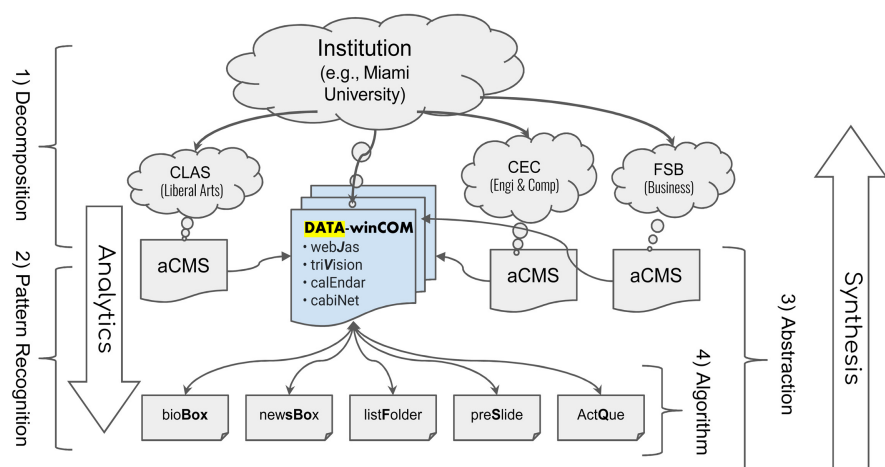 Institution
(e.g., Miami
University)
1) Decomposition
CLAS
(Liberal Arts)
CEC
(Engi & Comp)
FSB
(Business)
DATA-winCOM
• webJas
• triVision
• calEndar
• cabiNet
aCMS
aCMS
aCMS
Analytics
2) Pattern Recognition
3) Abstraction
Synthesis
4) Algorithm
bioBox
newsBox
listFolder
preSlide
ActQue